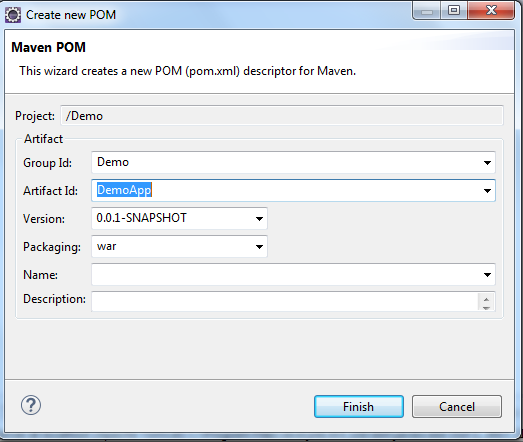 Create new POM
Maven POM
This wizard creates a new POM (pom.xml) descriptor for Maven.
Project: /Demo
Artifact
Group Id: Demo
Artifact Id: DemoApp
Version: 0.0.1-SNAPSHOT
Packaging: war
Name:
Description:
? Finish Cancel